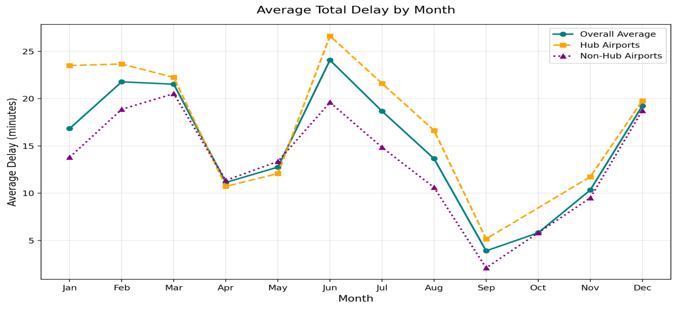 Average Total Delay by Month
Overall Average
Hub Airports
Non-Hub Airports
Average Delay (minutes)
25
20
15
10
5
Jan Feb Mar Apr May Jun Jul Aug Sep Oct Nov Dec
Month